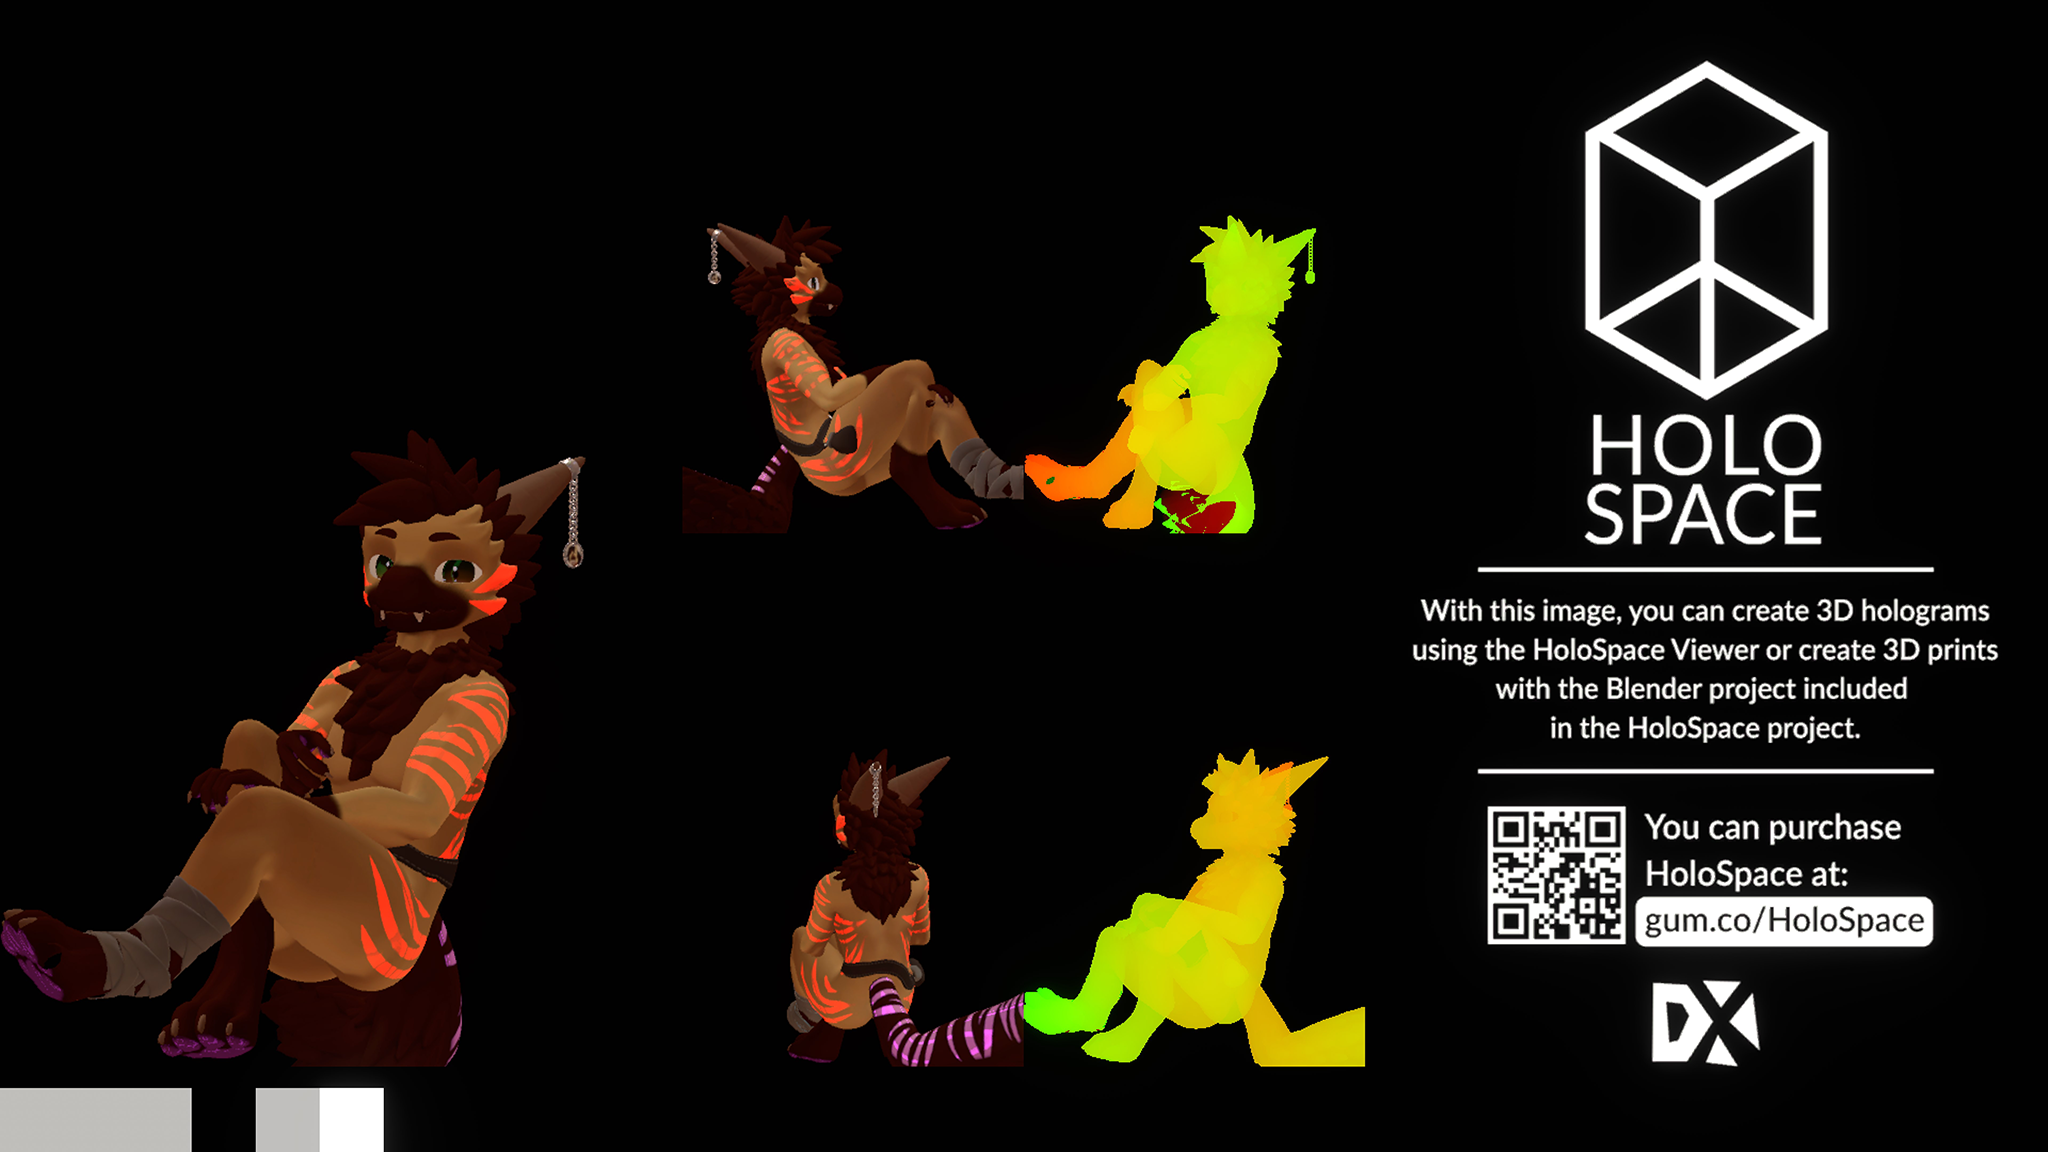 HOLO
SPACE
With this image, you can create 3D holograms
using the HoloSpace Viewer or create 3D prints
with the Blender project included
in the HoloSpace project.
You can purchase
HoloSpace at:
gum.co/HoloSpace
DX